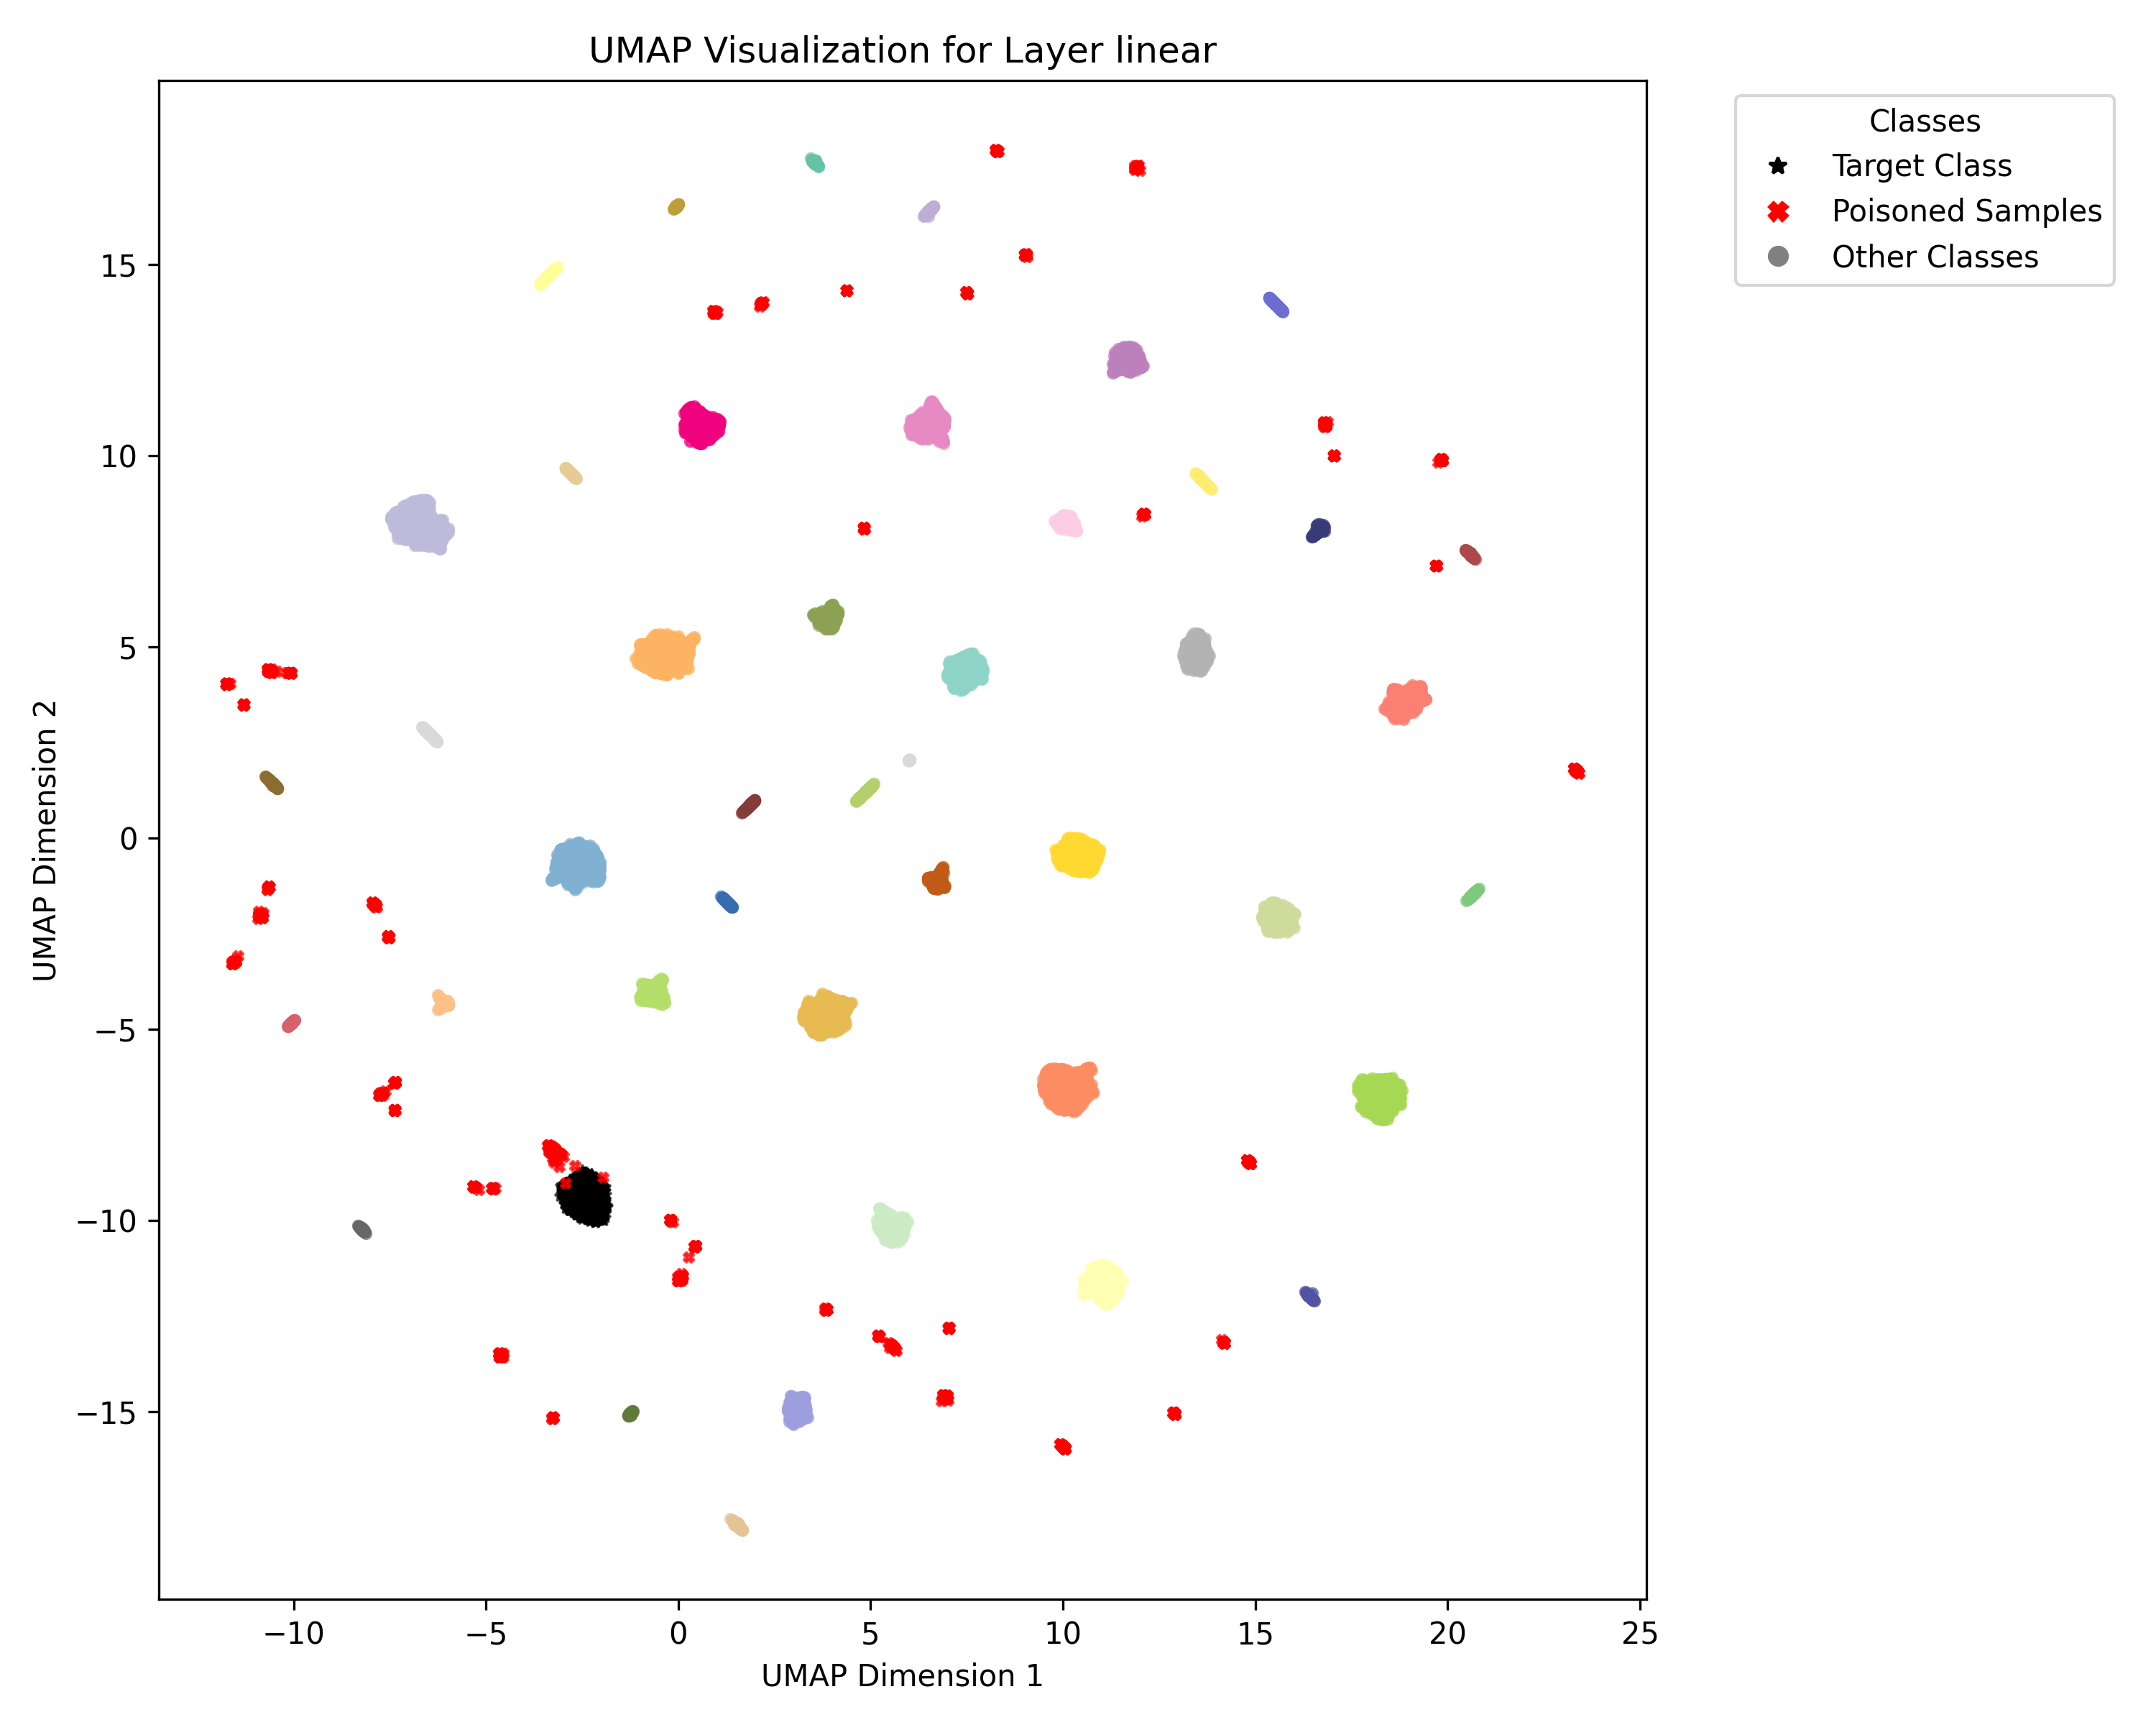 UMAP Visualization for Layer linear
Classes
Target Class
Poisoned Samples
Other Classes
15
10
5
0
−5
−10
−15
UMAP Dimension 2
−10
−5
0
5
10
15
20
25
UMAP Dimension 1